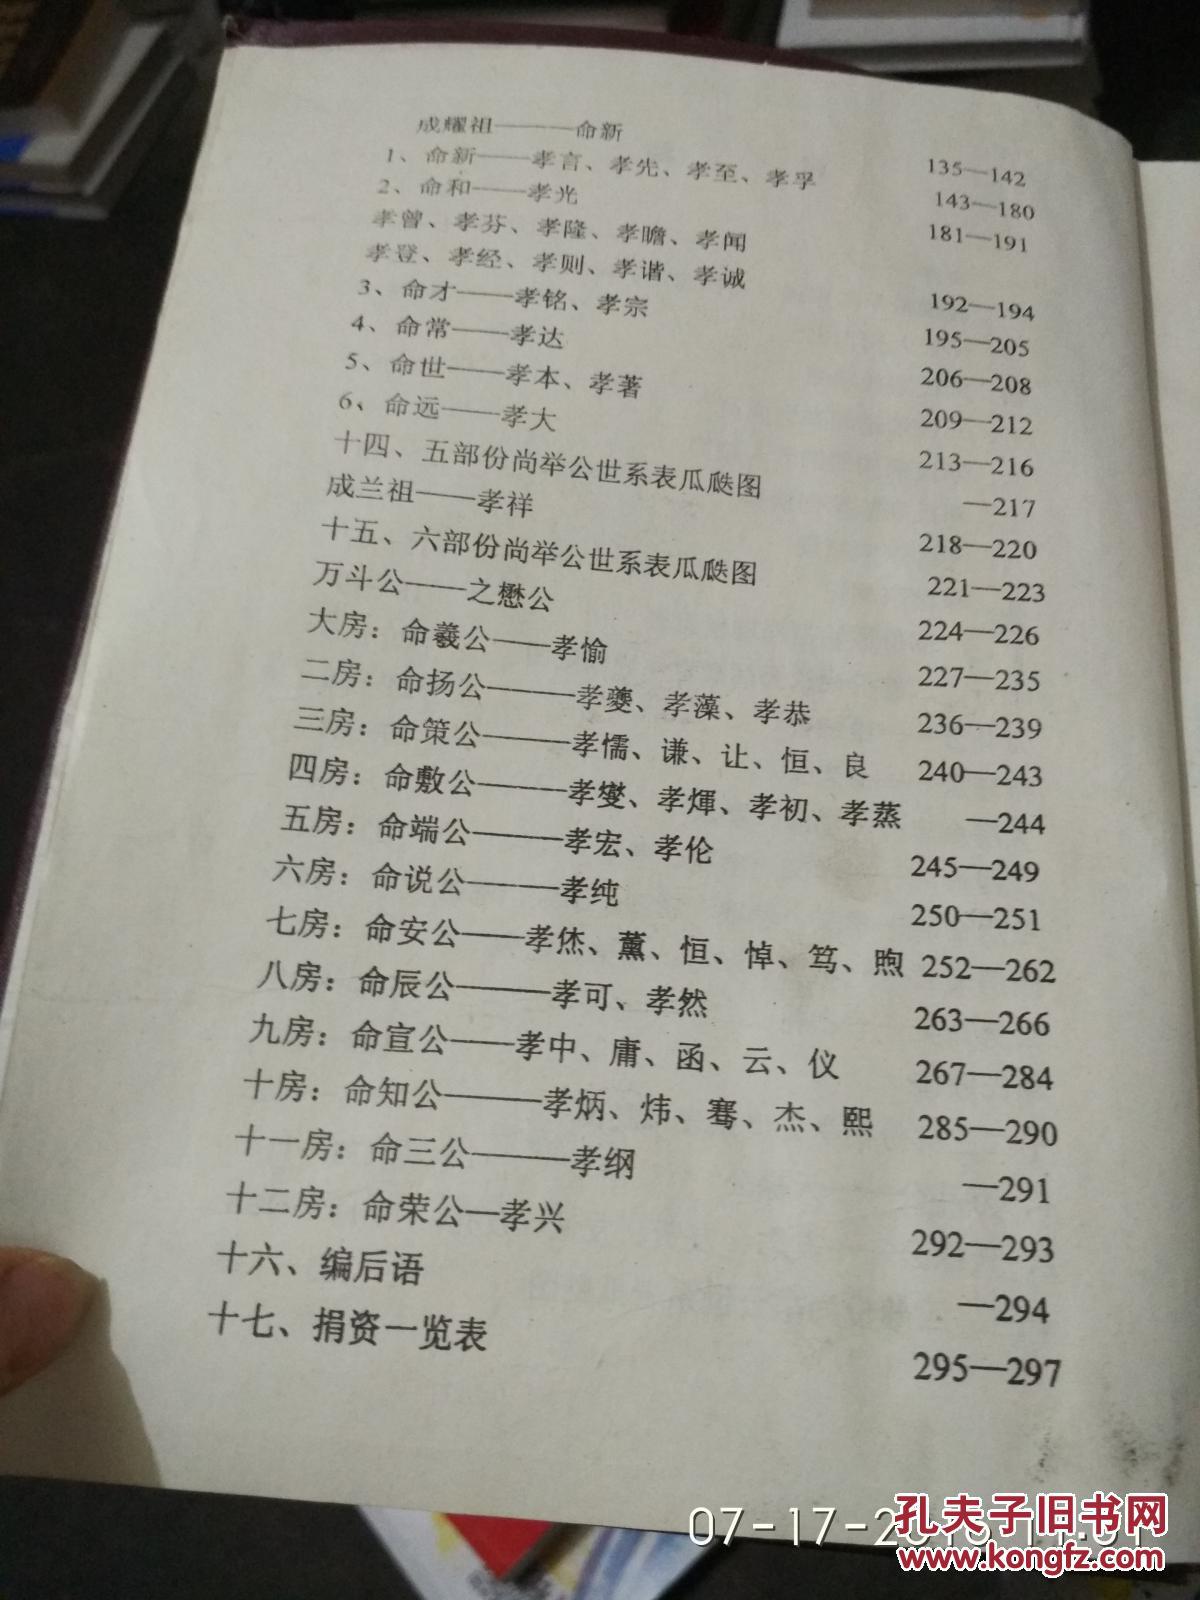 成耀祖———命新 135—142
1、命新——孝言、孝先、孝至、孝孚 143—180
2、命和——孝光 181—191
孝曾、孝芬、孝隆、孝瞻、孝闻
孝登、孝经、孝则、孝谐、孝诚 192—194
3、命才——孝铭、孝宗 195—205
4、命常——孝达 206—208
5、命世——孝本、孝著 209—212
6、命远——孝大 213—216
十四、五部份尚举公世系表瓜瓞图 —217
成兰祖——孝祥 218—220
十五、六部份尚举公世系表瓜瓞图 221—223
万斗公——之懋公 224—226
大房：命羲公——孝愉 227—235
二房：命扬公———孝夔、孝藻、孝恭 236—239
三房：命策公———孝懦、谦、让、恒、良 240—243
四房：命敷公———孝燮、孝煇、孝初、孝蒸 —244
五房：命端公———孝宏、孝伦 245—249
六房：命说公———孝纯 250—251
七房：命安公——孝烋、薰、恒、悼、笃、煦 252—262
八房：命辰公———孝可、孝然 263—266
九房：命宣公——孝中、庸、函、云、仪 267—284
十房：命知公———孝炳、炜、骞、杰、熙 285—290
十一房：命三公———孝纲 —291
十二房：命荣公—孝兴 292—293
十六、编后语 —294
十七、捐资一览表 295—297
孔夫子旧书网
www.kongfz.com